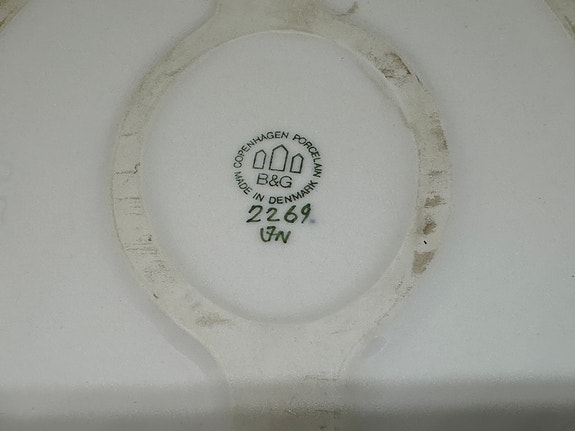 COPENHAGEN PORCELAIN
B&G
MADE IN DENMARK
2269